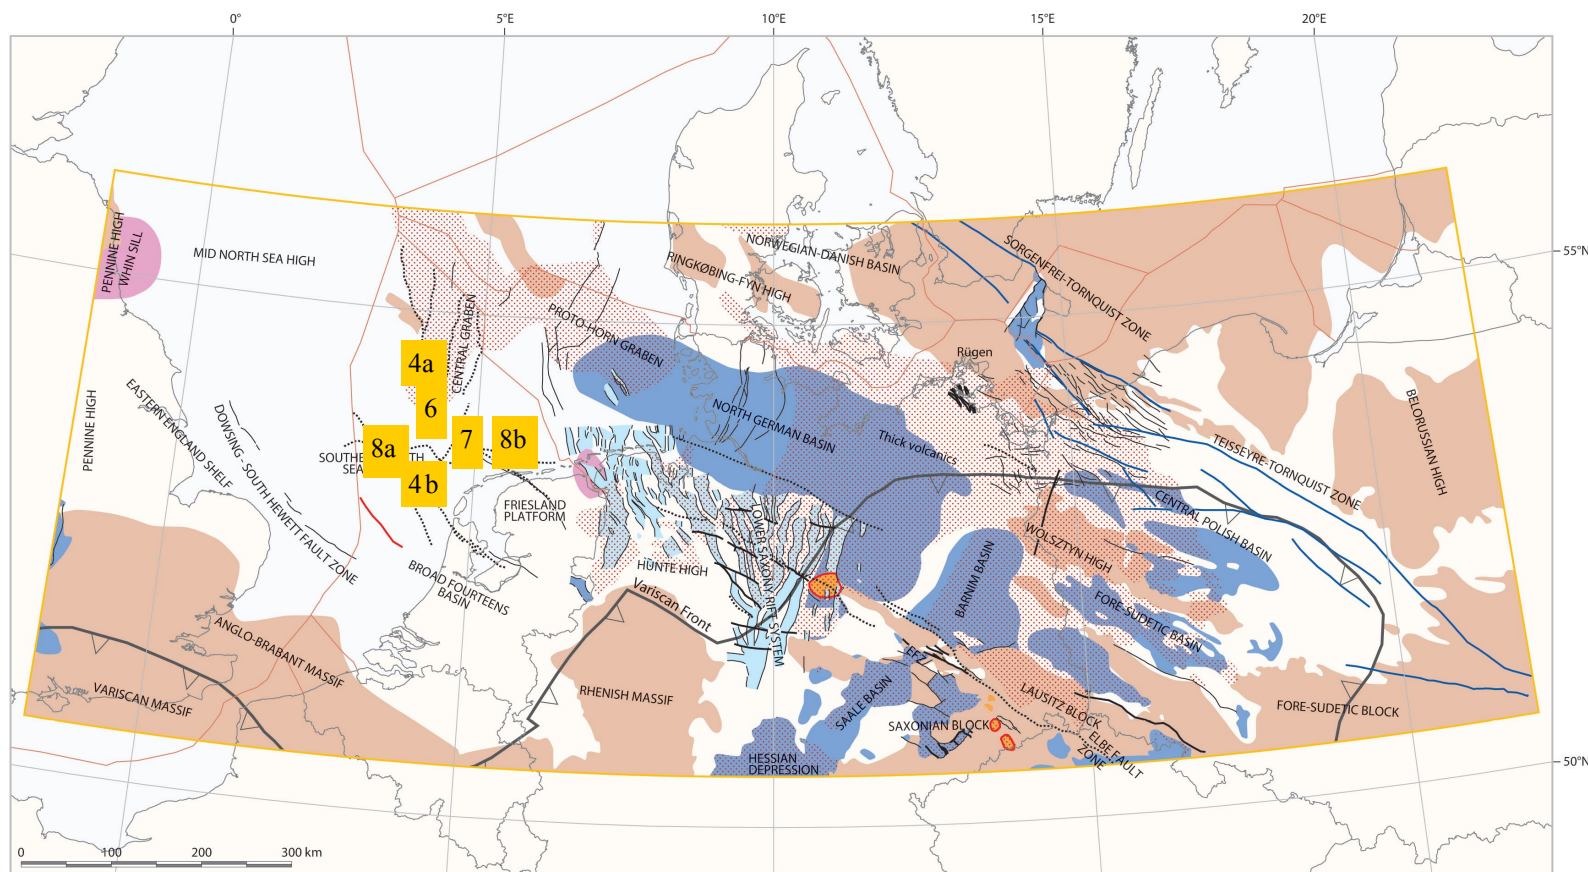 0°
5°E
10°E
15°E
20°E
55°N
50°N
PENNINE HIGH
WHIN SILL
MID NORTH SEA HIGH
NORWEGIAN-DANISH BASIN
RINGKØBING-FYN HIGH
SORGENFREI-TORNQUIST ZONE
PROTO-HORN GRABEN
CENTRAL GRABEN
Rügen
4a
6
7
8a
8b
4b
PENNINE HIGH
EASTERN ENGLAND SHELF
DOWSING - SOUTH HEWETT FAULT ZONE
NORTH GERMAN BASIN
Thick volcanics
TEISSEYRE-TORNQUIST ZONE
BELORUSSIAN HIGH
FRIESLAND
PLATFORM
LOWER SAXONY RIFT SYSTEM
CENTRAL POLISH BASIN
WOLSZTYN HIGH
HUNTE HIGH
Variscan Front
BROAD FOURTEENS
BASIN
BARNIM BASIN
FORE-SUDETIC BASIN
ANGLO-BRABANT MASSIF
VARISCAN MASSIF
RHENISH MASSIF
EFZ
SAALE BASIN
SAXONIAN BLOCK
LAUSITZ BLOCK
ELBE FAULT
ZONE
FORE-SUDETIC BLOCK
HESSIAN
DEPRESSION
0 100 200 300 km